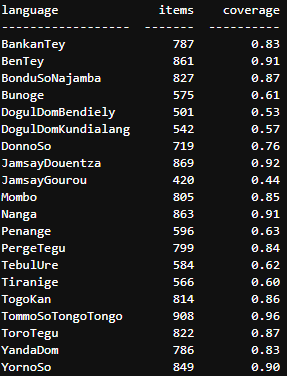 language items coverage
----------------- ------- ----------
BankanTey 787 0.83
BenTey 861 0.91
BonduSoNajamba 827 0.87
Bunoge 575 0.61
DogulDomBendiely 501 0.53
DogulDomKundialang 542 0.57
DonnoSo 719 0.76
JamsayDouentza 869 0.92
JamsayGourou 420 0.44
Mombo 805 0.85
Nanga 863 0.91
Penange 596 0.63
PergeTegu 799 0.84
TebulUre 584 0.62
Tiranige 566 0.60
TogoKan 814 0.86
TommoSoTongoTongo 908 0.96
ToroTegu 822 0.87
YandaDom 786 0.83
YornoSo 849 0.90